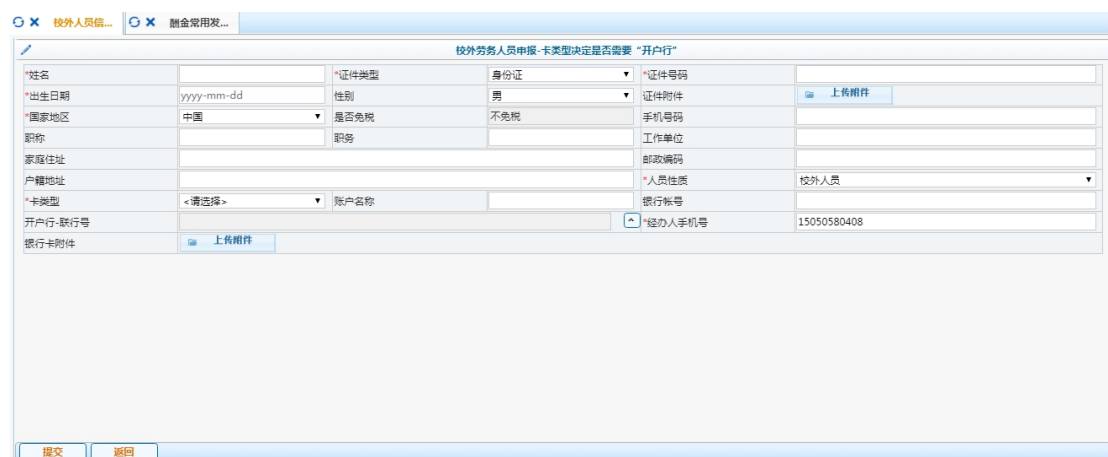 校外人员信... 酬金常用发...
校外劳务人员申报-卡类型决定是否需要“开户行”
*姓名 *证件类型 身份证 *证件号码
*出生日期 yyyy-mm-dd 性别 男 证件附件 上传附件
*国家地区 中国 是否免税 不免税 手机号码
职称 职务 工作单位
家庭住址 邮政编码
户籍地址 *人员性质 校外人员
*卡类型 <请选择> 账户名称 银行帐号
开户行-联行号 *经办人手机号 15050580408
银行卡附件 上传附件
提交 返回